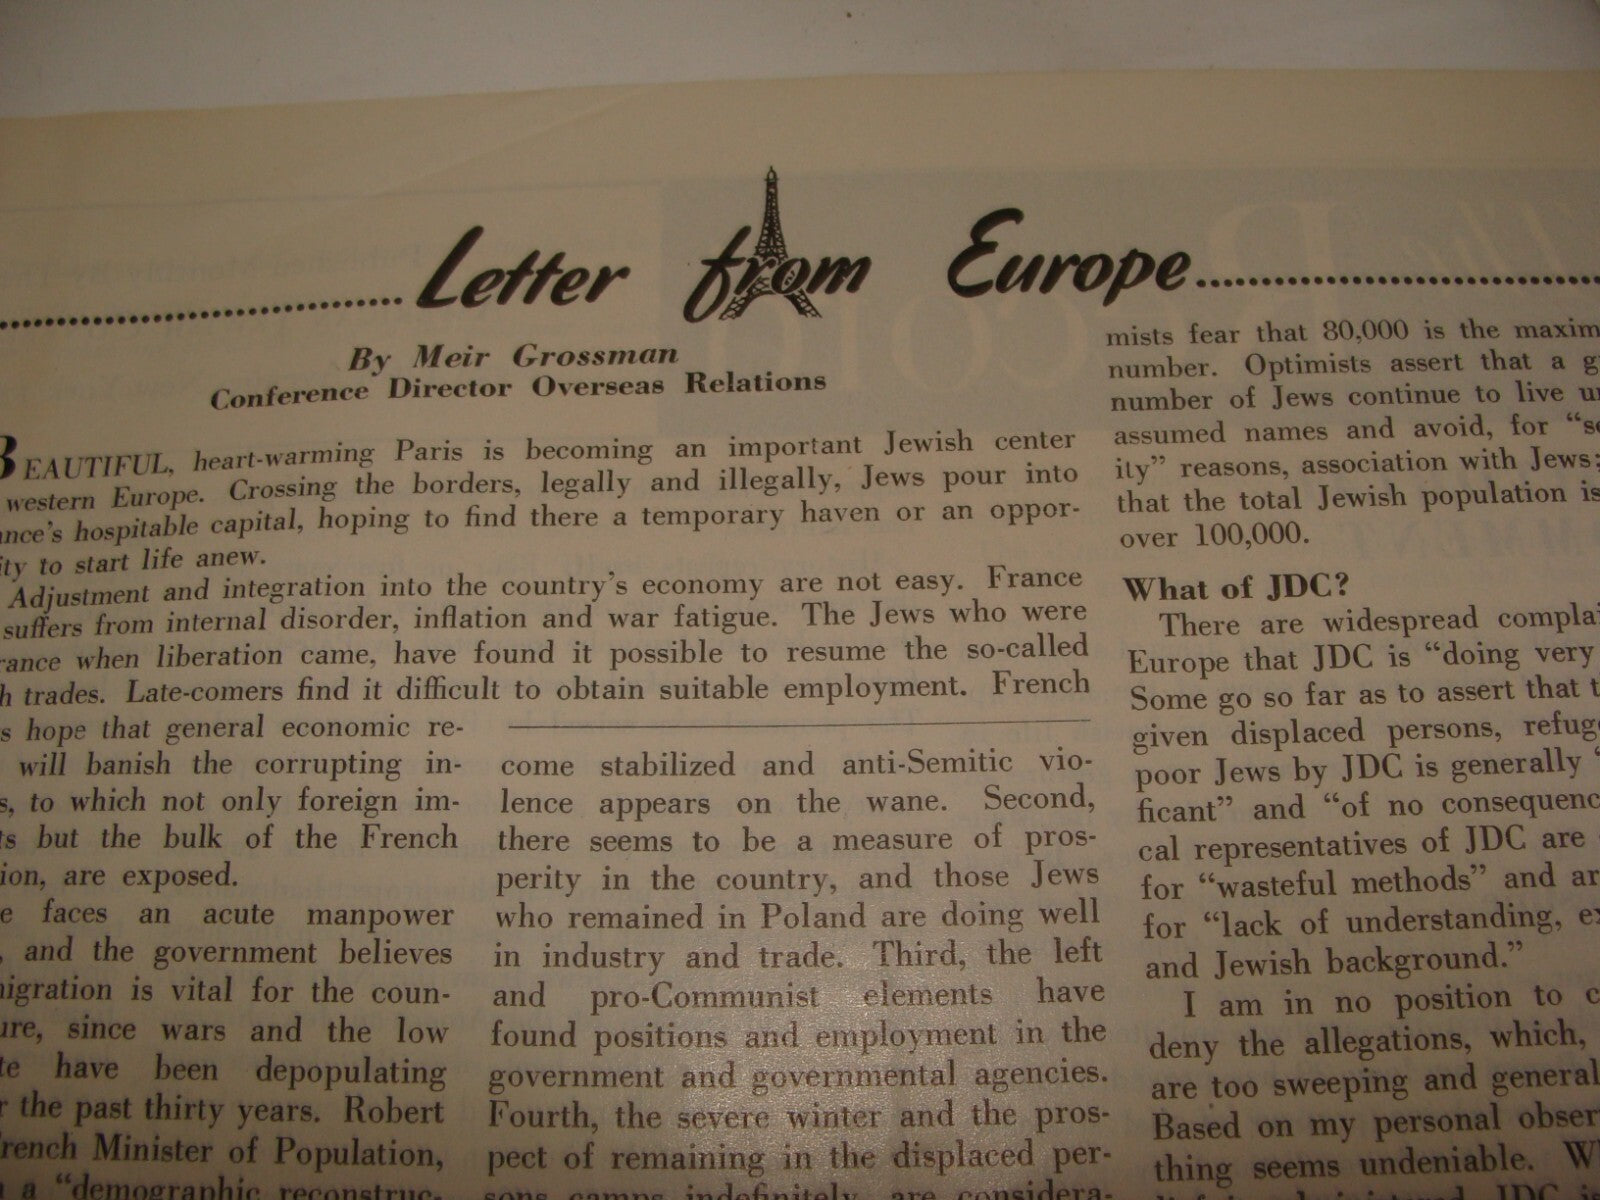 Letter from Europe
By Meir Grossman
Conference Director Overseas Relations
BEAUTIFUL, heart-warming Paris is becoming an important Jewish center
western Europe. Crossing the borders, legally and illegally, Jews pour into
ance's hospitable capital, hoping to find there a temporary haven or an oppor-
ity to start life anew.
Adjustment and integration into the country's economy are not easy. France
suffers from internal disorder, inflation and war fatigue. The Jews who were
rance when liberation came, have found it possible to resume the so-called
h trades. Late-comers find it difficult to obtain suitable employment. French
s hope that general economic re-
will banish the corrupting in-
s, to which not only foreign im-
ts but the bulk of the French
ion, are exposed.
e faces an acute manpower
, and the government believes
igration is vital for the coun-
ure, since wars and the low
te have been depopulating
r the past thirty years. Robert
French Minister of Population,
a "demographic reconstruc-
come stabilized and anti-Semitic vio-
lence appears on the wane. Second,
there seems to be a measure of pros-
perity in the country, and those Jews
who remained in Poland are doing well
in industry and trade. Third, the left
and pro-Communist elements have
found positions and employment in the
government and governmental agencies.
Fourth, the severe winter and the pros-
pect of remaining in the displaced per-
sons camps indefinitely, are considera-
mists fear that 80,000 is the maxim
number. Optimists assert that a g
number of Jews continue to live u
assumed names and avoid, for "se
ity" reasons, association with Jews;
that the total Jewish population is
over 100,000.
What of JDC?
There are widespread complai
Europe that JDC is "doing very
Some go so far as to assert that t
given displaced persons, refug
poor Jews by JDC is generally "
ficant" and "of no consequenc
cal representatives of JDC are
for "wasteful methods" and ar
for "lack of understanding, ex
and Jewish background."
I am in no position to c
deny the allegations, which,
are too sweeping and general
Based on my personal obser
thing seems undeniable. W